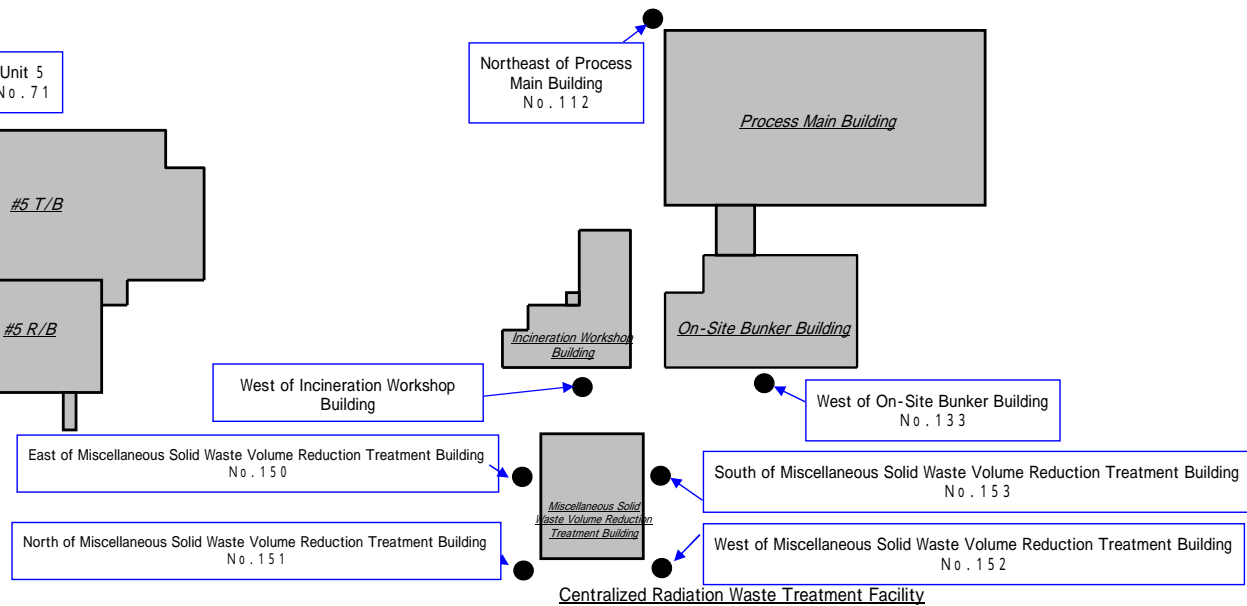 Northeast of Process
Main Building
No.112
Unit 5
No.71
Process Main Building
#5 T/B
#5 R/B
Incineration Workshop
Building
On-Site Bunker Building
West of Incineration Workshop
Building
West of On-Site Bunker Building
No.133
East of Miscellaneous Solid Waste Volume Reduction Treatment Building
No.150
South of Miscellaneous Solid Waste Volume Reduction Treatment Building
No.153
Miscellaneous Solid
Waste Volume Reduction
Treatment Building
North of Miscellaneous Solid Waste Volume Reduction Treatment Building
No.151
West of Miscellaneous Solid Waste Volume Reduction Treatment Building
No.152
Centralized Radiation Waste Treatment Facility